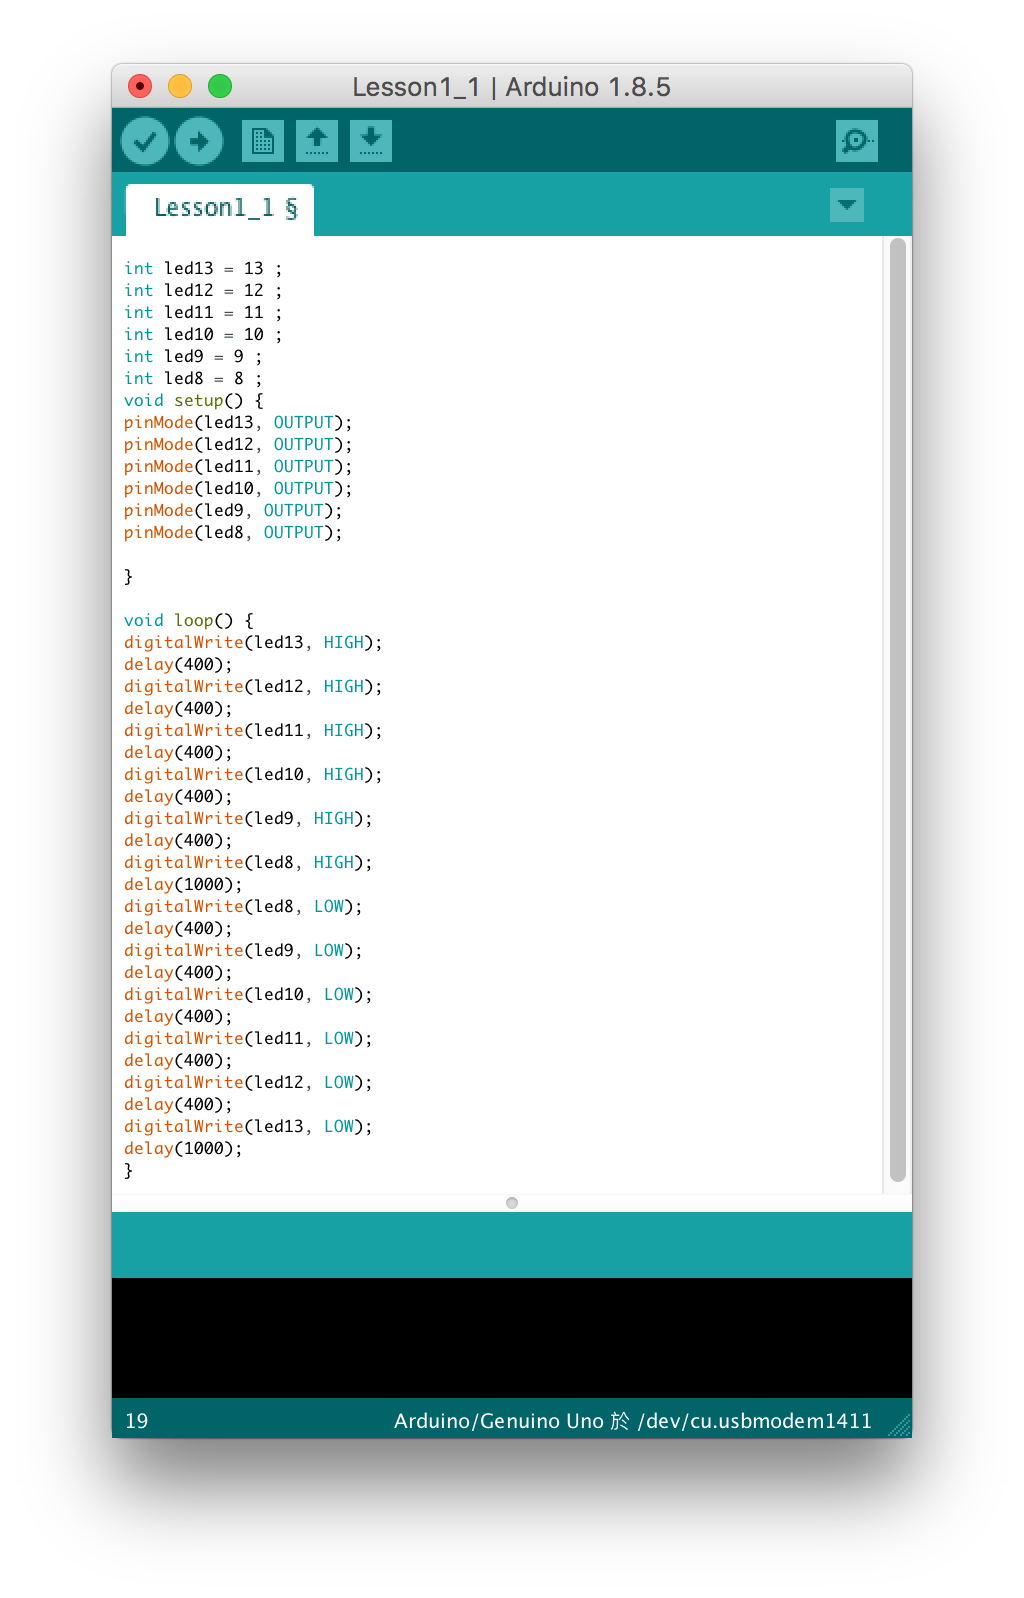 Lesson1_1 | Arduino 1.8.5
Lesson1_1 §
int led13 = 13 ;
int led12 = 12 ;
int led11 = 11 ;
int led10 = 10 ;
int led9 = 9 ;
int led8 = 8 ;
void setup() {
pinMode(led13, OUTPUT);
pinMode(led12, OUTPUT);
pinMode(led11, OUTPUT);
pinMode(led10, OUTPUT);
pinMode(led9, OUTPUT);
pinMode(led8, OUTPUT);
}
void loop() {
digitalWrite(led13, HIGH);
delay(400);
digitalWrite(led12, HIGH);
delay(400);
digitalWrite(led11, HIGH);
delay(400);
digitalWrite(led10, HIGH);
delay(400);
digitalWrite(led9, HIGH);
delay(400);
digitalWrite(led8, HIGH);
delay(1000);
digitalWrite(led8, LOW);
delay(400);
digitalWrite(led9, LOW);
delay(400);
digitalWrite(led10, LOW);
delay(400);
digitalWrite(led11, LOW);
delay(400);
digitalWrite(led12, LOW);
delay(400);
digitalWrite(led13, LOW);
delay(1000);
}
19 Arduino/Genuino Uno 於 /dev/cu.usbmodem1411